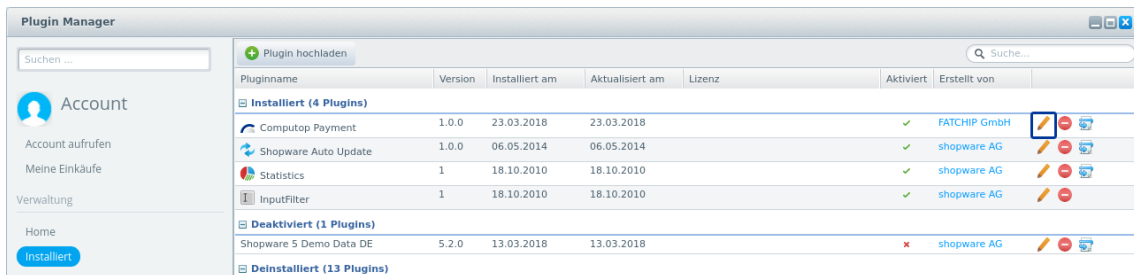 Plugin Manager
Suchen ...
Account
Account aufrufen
Meine Einkäufe
Verwaltung
Home
Installiert
Plugin hochladen
Suche...
Pluginname Version Installiert am Aktualisiert am Lizenz Aktiviert Erstellt von
Installiert (4 Plugins)
Computop Payment 1.0.0 23.03.2018 23.03.2018 FATCHIP GmbH
Shopware Auto Update 1.0.0 06.05.2014 06.05.2014 shopware AG
Statistics 1 18.10.2010 18.10.2010 shopware AG
InputFilter 1 18.10.2010 18.10.2010 shopware AG
Deaktiviert (1 Plugins)
Shopware 5 Demo Data DE 5.2.0 13.03.2018 13.03.2018 shopware AG
Deinstalliert (13 Plugins)